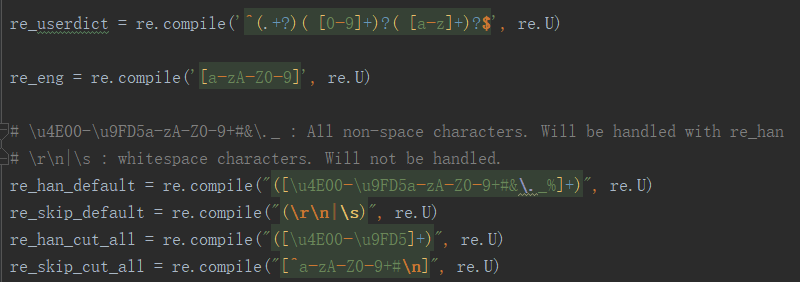 re_userdict = re.compile('^(.+?)( [0-9]+)?( [a-z]+)?$', re.U)
re_eng = re.compile('[a-zA-Z0-9]', re.U)
# \u4E00-\u9FD5a-zA-Z0-9+#&\._ : All non-space characters. Will be handled with re_han
# \r\n|\s : whitespace characters. Will not be handled.
re_han_default = re.compile("([\u4E00-\u9FD5a-zA-Z0-9+#&\._%]+)", re.U)
re_skip_default = re.compile("(\r\n|\s)", re.U)
re_han_cut_all = re.compile("([\u4E00-\u9FD5]+)", re.U)
re_skip_cut_all = re.compile("[^a-zA-Z0-9+#\n]", re.U)